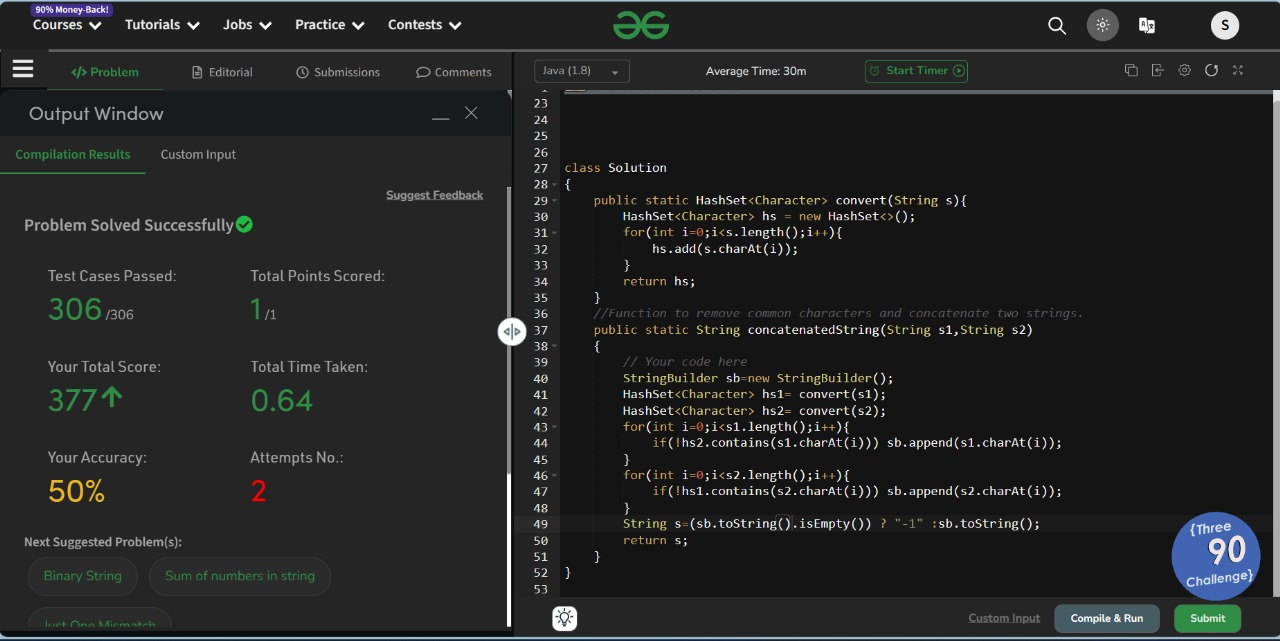 90% Money-Back!
Courses
Tutorials
Jobs
Practice
Contests
S
Problem
Editorial
Submissions
Comments
Output Window
Compilation Results
Custom Input
Suggest Feedback
Problem Solved Successfully
Test Cases Passed:
306 /306
Total Points Scored:
1/1
Your Total Score:
377
Total Time Taken:
0.64
Your Accuracy:
50%
Attempts No.:
2
Next Suggested Problem(s):
Binary String
Sum of numbers in string
Just One Mismatch
Java (1.8)
Average Time: 30m
Start Timer
23
24
25
26
27 class Solution
28 {
29 public static HashSet<Character> convert(String s){
30 HashSet<Character> hs = new HashSet<>();
31 for(int i=0;i<s.length();i++){
32 hs.add(s.charAt(i));
33 }
34 return hs;
35 }
36 //Function to remove common characters and concatenate two strings.
37 public static String concatenatedString(String s1,String s2)
38 {
39 // Your code here
40 StringBuilder sb=new StringBuilder();
41 HashSet<Character> hs1= convert(s1);
42 HashSet<Character> hs2= convert(s2);
43 for(int i=0;i<s1.length();i++){
44 if(!hs2.contains(s1.charAt(i))) sb.append(s1.charAt(i));
45 }
46 for(int i=0;i<s2.length();i++){
47 if(!hs1.contains(s2.charAt(i))) sb.append(s2.charAt(i));
48 }
49 String s=(sb.toString().isEmpty()) ? "-1" :sb.toString();
50 return s;
51 }
52 }
53
{Three
90
Challenge}
Custom Input
Compile & Run
Submit